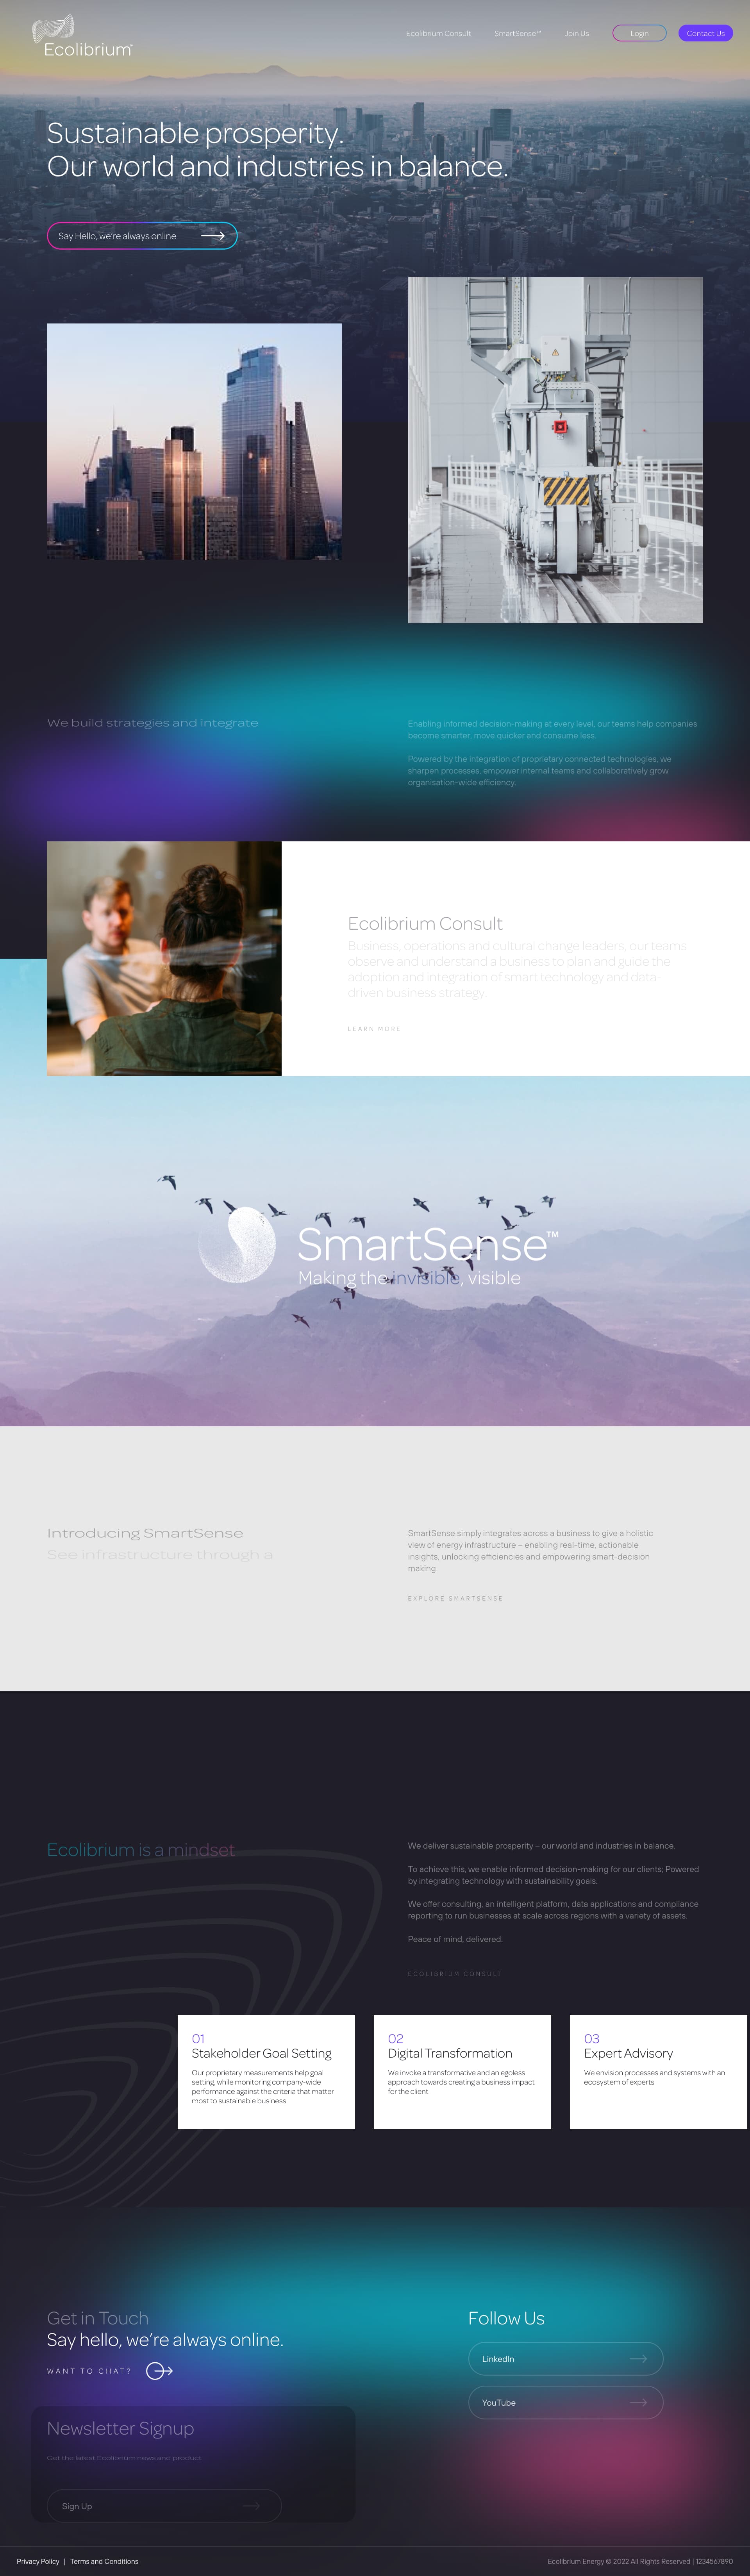 Ecolibrium™
Ecolibrium Consult
SmartSense™
Join Us
Login
Contact Us
Sustainable prosperity.
Our world and industries in balance.
Say Hello, we're always online
We build strategies and integrate
Enabling informed decision-making at every level, our teams help companies
become smarter, move quicker and consume less.
Powered by the integration of proprietary connected technologies, we
sharpen processes, empower internal teams and collaboratively grow
organisation-wide efficiency.
Ecolibrium Consult
Business, operations and cultural change leaders, our teams
observe and understand a business to plan and guide the
adoption and integration of smart technology and data-
driven business strategy.
LEARN MORE
SmartSense™
Making the invisible, visible
Introducing SmartSense
See infrastructure through a
SmartSense simply integrates across a business to give a holistic
view of energy infrastructure – enabling real-time, actionable
insights, unlocking efficiencies and empowering smart-decision
making.
EXPLORE SMARTSENSE
Ecolibrium is a mindset
We deliver sustainable prosperity – our world and industries in balance.
To achieve this, we enable informed decision-making for our clients; Powered
by integrating technology with sustainability goals.
We offer consulting, an intelligent platform, data applications and compliance
reporting to run businesses at scale across regions with a variety of assets.
Peace of mind, delivered.
ECOLIBRIUM CONSULT
01
Stakeholder Goal Setting
Our proprietary measurements help goal
setting, while monitoring company-wide
performance against the criteria that matter
most to sustainable business
02
Digital Transformation
We invoke a transformative and an egoless
approach towards creating a business impact
for the client
03
Expert Advisory
We envision processes and systems with an
ecosystem of experts
Get in Touch
Say hello, we're always online.
WANT TO CHAT?
Follow Us
LinkedIn
YouTube
Newsletter Signup
Get the latest Ecolibrium news and product
Sign Up
Privacy Policy | Terms and Conditions
Ecolibrium Energy © 2022 All Rights Reserved | 1234567890